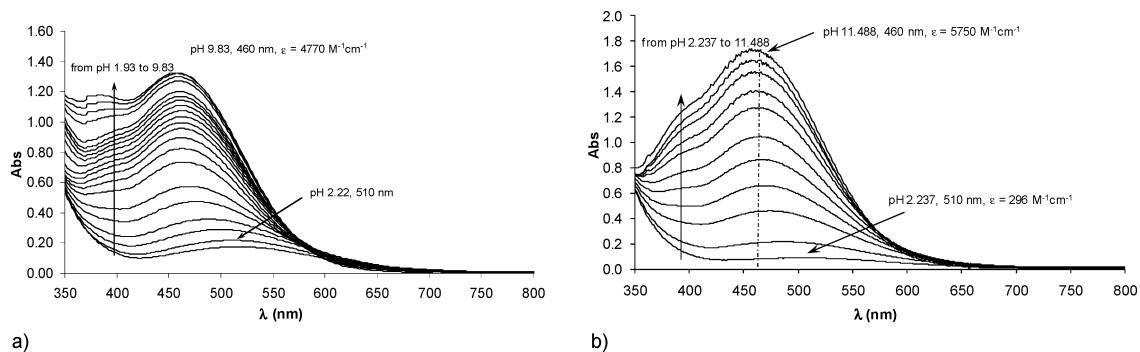 1.60
1.40
1.20
1.00
0.80
0.60
0.40
0.20
0.00
Abs
pH 9.83, 460 nm, ε = 4770 M⁻¹cm⁻¹
from pH 1.93 to 9.83
pH 2.22, 510 nm
350 400 450 500 550 600 650 700 750 800
λ (nm)
a)
2.0
1.8
1.6
1.4
1.2
1.0
0.8
0.6
0.4
0.2
0.0
Abs
pH 11.488, 460 nm, ε = 5750 M⁻¹cm⁻¹
from pH 2.237 to 11.488
pH 2.237, 510 nm, ε = 296 M⁻¹cm⁻¹
350 400 450 500 550 600 650 700 750 800
λ (nm)
b)